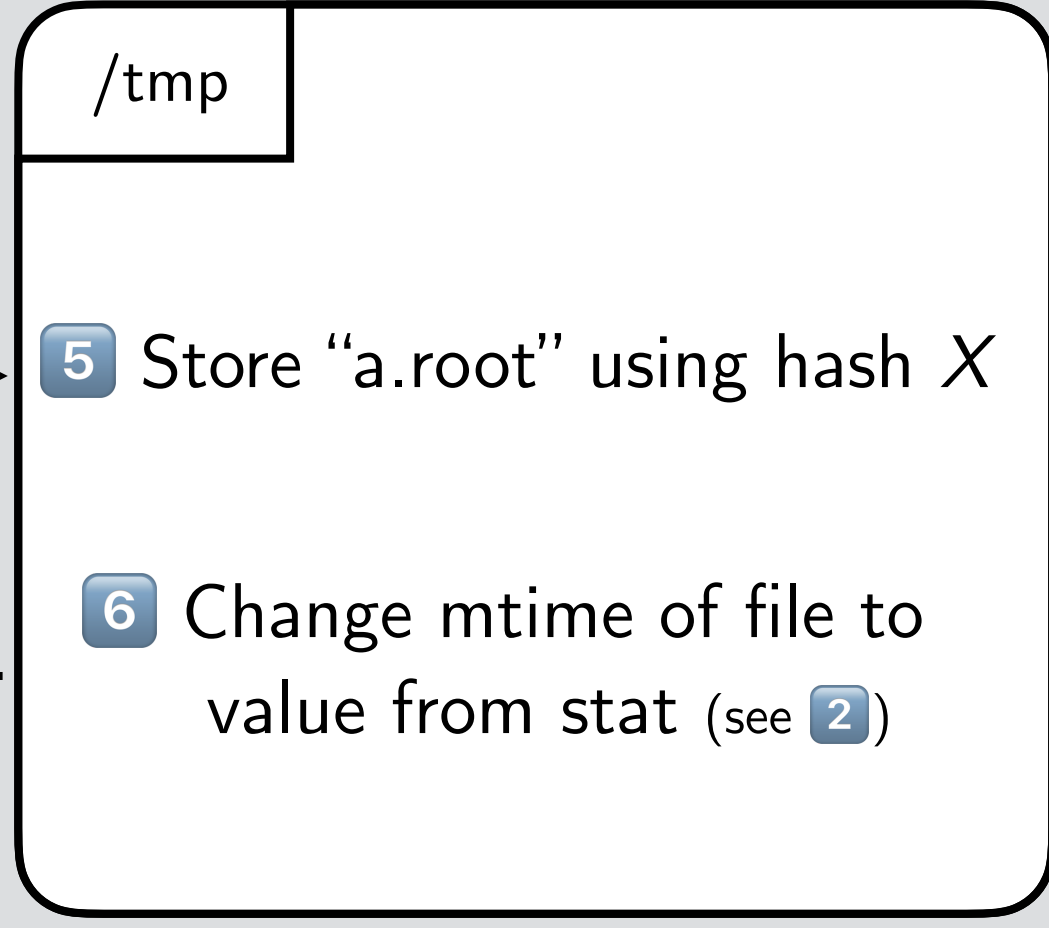 /tmp
5 Store “a.root” using hash X
6 Change mtime of file to
value from stat (see 2)